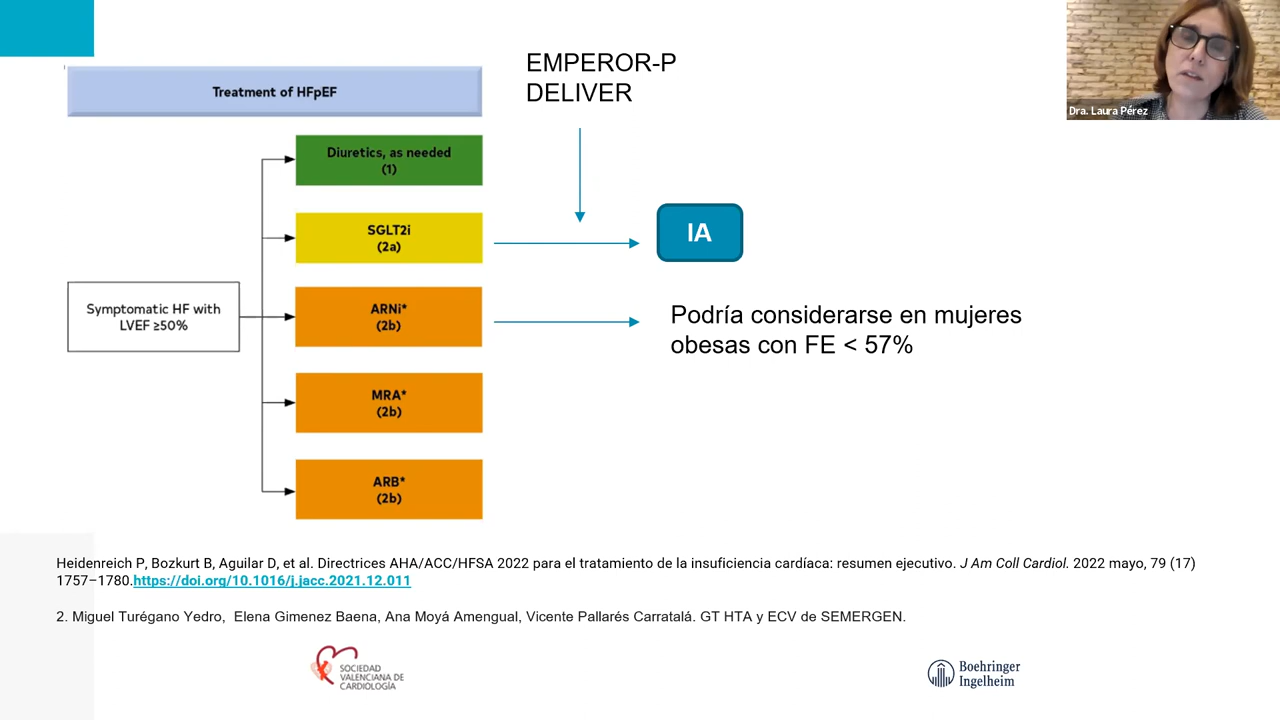 EMPEROR-P
DELIVER
Dra. Laura Pérez
Treatment of HFpEF
Diuretics, as needed
(1)
SGLT2i
(2a)
IA
ARNi*
(2b)
Symptomatic HF with
LVEF ≥50%
Podría considerarse en mujeres
obesas con FE < 57%
MRA*
(2b)
ARB*
(2b)
Heidenreich P, Bozkurt B, Aguilar D, et al. Directrices AHA/ACC/HFSA 2022 para el tratamiento de la insuficiencia cardíaca: resumen ejecutivo. J Am Coll Cardiol. 2022 mayo, 79 (17)
1757–1780.https://doi.org/10.1016/j.jacc.2021.12.011
2. Miguel Turégano Yedro, Elena Gimenez Baena, Ana Moyá Amengual, Vicente Pallarés Carratalá. GT HTA y ECV de SEMERGEN.
SOCIEDAD
VALENCIANA DE
CARDIOLOGÍA
Boehringer
Ingelheim